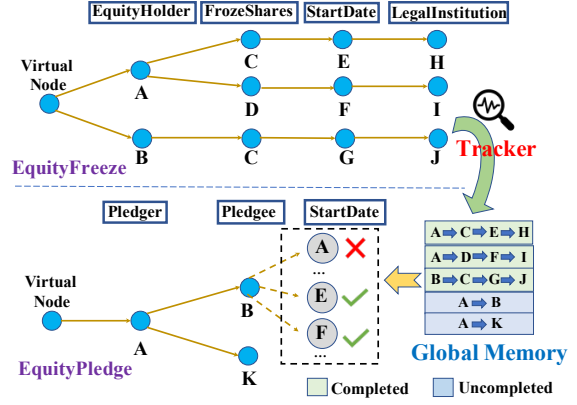 EquityHolder FrozeShares StartDate LegalInstitution
C E H
Virtual
Node
A
D F I
B C G J
EquityFreeze
Tracker
Pledger Pledgee StartDate
A → C → E → H
A → D → F → I
B → C → G → J
A → B
A → K
Global Memory
Completed Uncompleted
A
...
E
F
...
Virtual
Node
A
B
K
EquityPledge